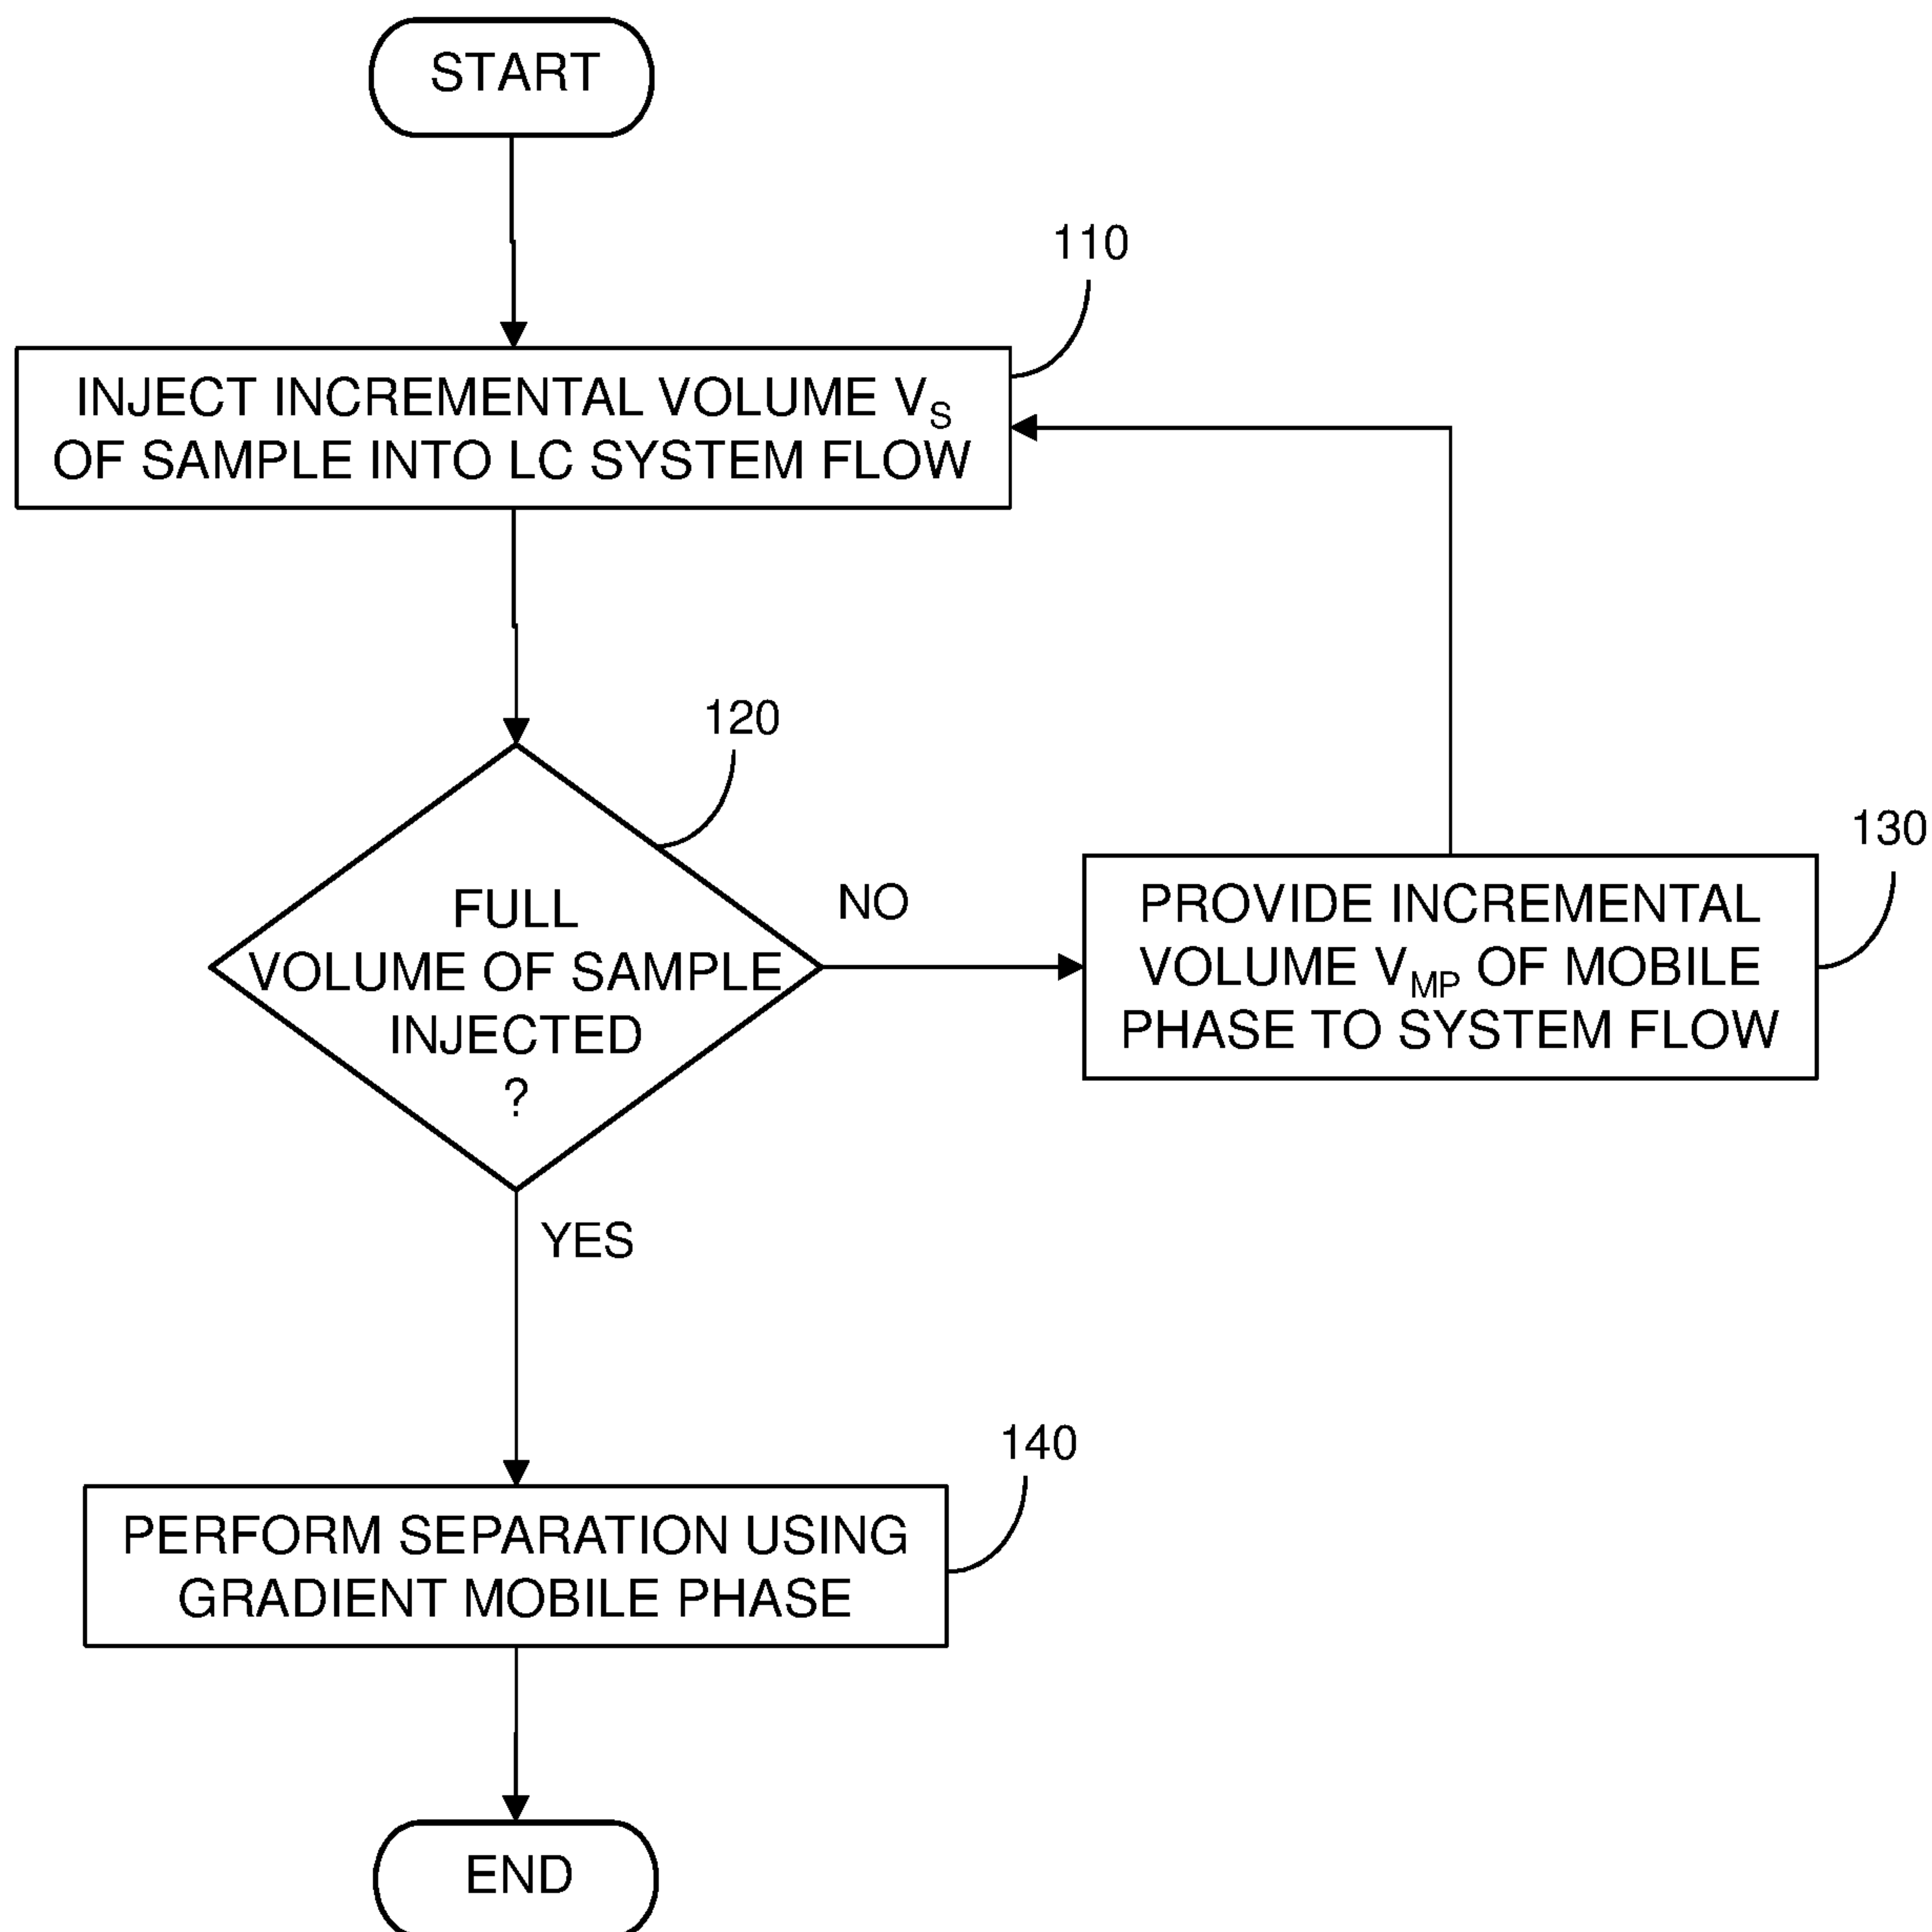 START
110
INJECT INCREMENTAL VOLUME VS
OF SAMPLE INTO LC SYSTEM FLOW
120
FULL
VOLUME OF SAMPLE
INJECTED
?
NO
130
PROVIDE INCREMENTAL
VOLUME VMP OF MOBILE
PHASE TO SYSTEM FLOW
YES
140
PERFORM SEPARATION USING
GRADIENT MOBILE PHASE
END